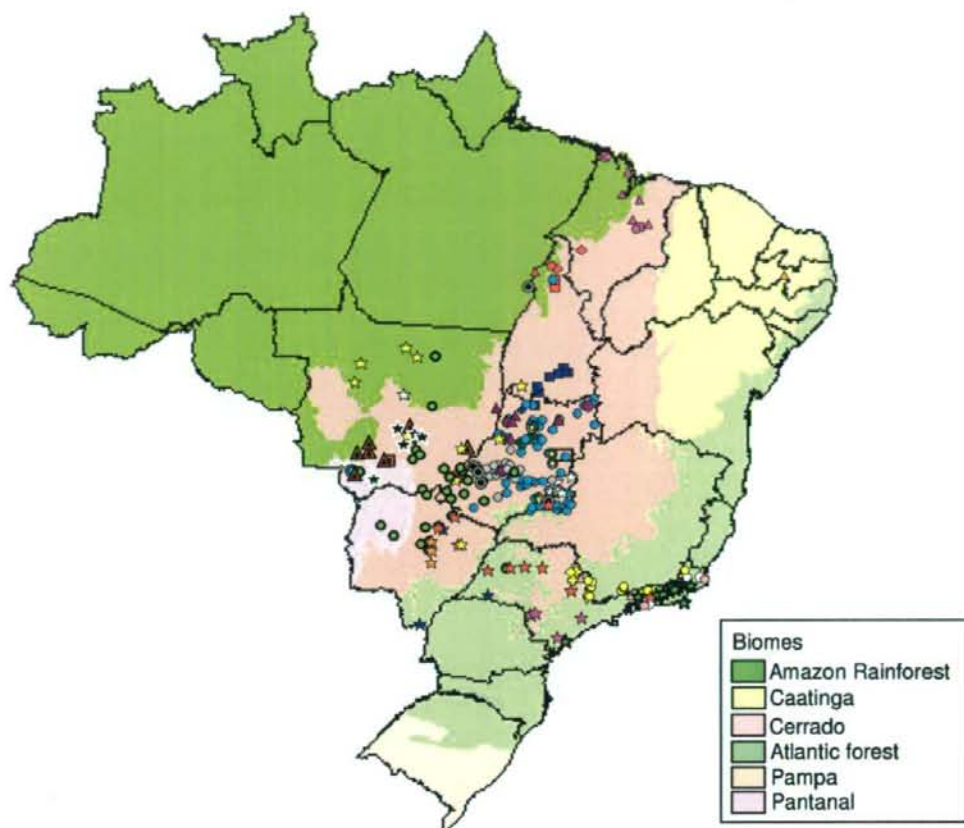 Biomes
Amazon Rainforest
Caatinga
Cerrado
Atlantic forest
Pampa
Pantanal